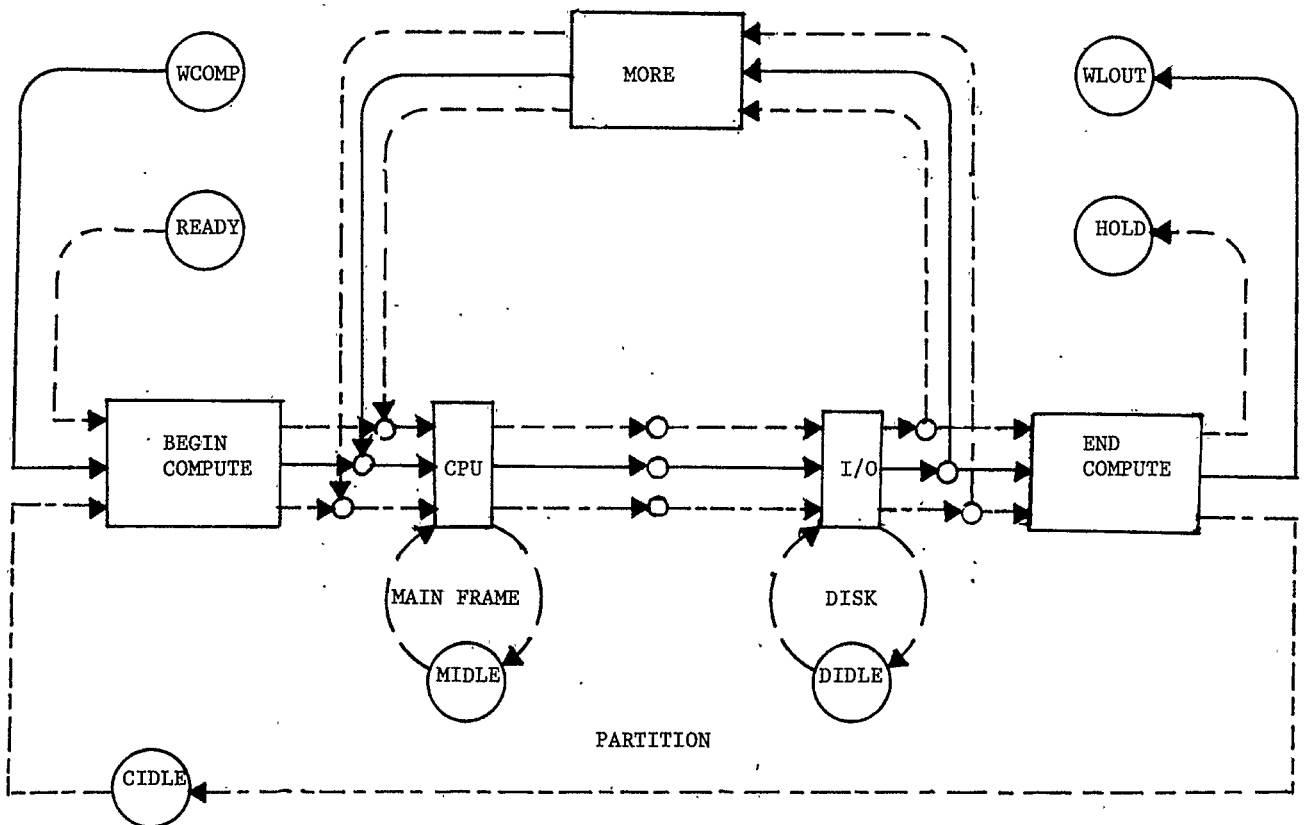 WCOMP
MORE
WLOUT
READY
HOLD
BEGIN
COMPUTE
CPU
I/O
END
COMPUTE
MAIN FRAME
DISK
MIDLE
DIDLE
PARTITION
CIDLE